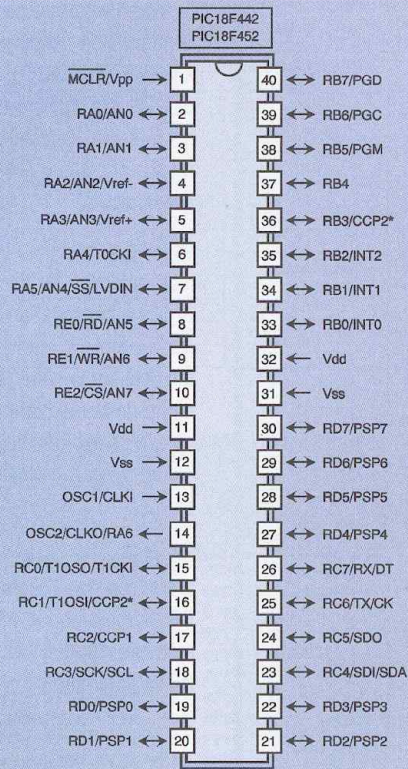 PIC18F442
PIC18F452
MCLR/Vpp 1 40 RB7/PGD
RA0/AN0 2 39 RB6/PGC
RA1/AN1 3 38 RB5/PGM
RA2/AN2/Vref- 4 37 RB4
RA3/AN3/Vref+ 5 36 RB3/CCP2*
RA4/T0CKI 6 35 RB2/INT2
RA5/AN4/SS/LVDIN 7 34 RB1/INT1
RE0/RD/AN5 8 33 RB0/INT0
RE1/WR/AN6 9 32 Vdd
RE2/CS/AN7 10 31 Vss
Vdd 11 30 RD7/PSP7
Vss 12 29 RD6/PSP6
OSC1/CLKI 13 28 RD5/PSP5
OSC2/CLKO/RA6 14 27 RD4/PSP4
RC0/T1OSO/T1CKI 15 26 RC7/RX/DT
RC1/T1OSI/CCP2* 16 25 RC6/TX/CK
RC2/CCP1 17 24 RC5/SDO
RC3/SCK/SCL 18 23 RC4/SDI/SDA
RD0/PSP0 19 22 RD3/PSP3
RD1/PSP1 20 21 RD2/PSP2